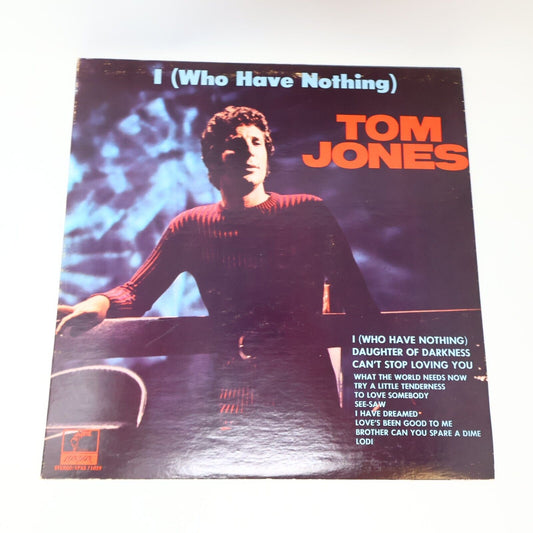 I (Who Have Nothing)
TOM
JONES
I (WHO HAVE NOTHING)
DAUGHTER OF DARKNESS
CAN'T STOP LOVING YOU
WHAT THE WORLD NEEDS NOW
TRY A LITTLE TENDERNESS
TO LOVE SOMEBODY
SEE-SAW
I HAVE DREAMED
LOVE'S BEEN GOOD TO ME
BROTHER CAN YOU SPARE A DIME
LODI
STEREO